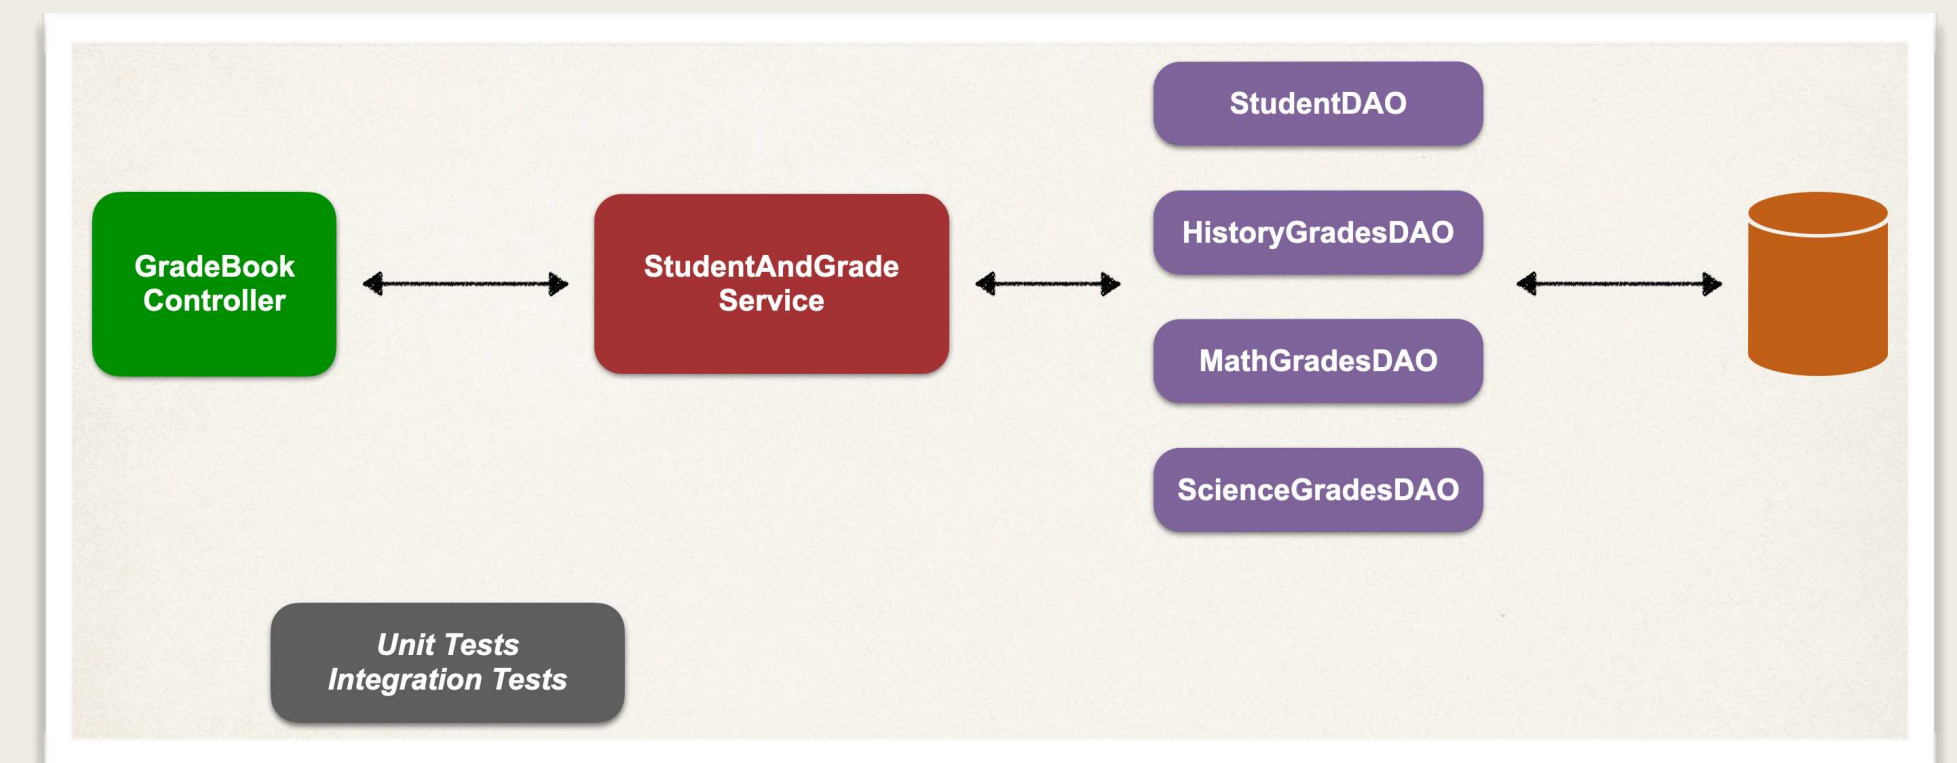 GradeBook
Controller
StudentAndGrade
Service
StudentDAO
HistoryGradesDAO
MathGradesDAO
ScienceGradesDAO
Unit Tests
Integration Tests